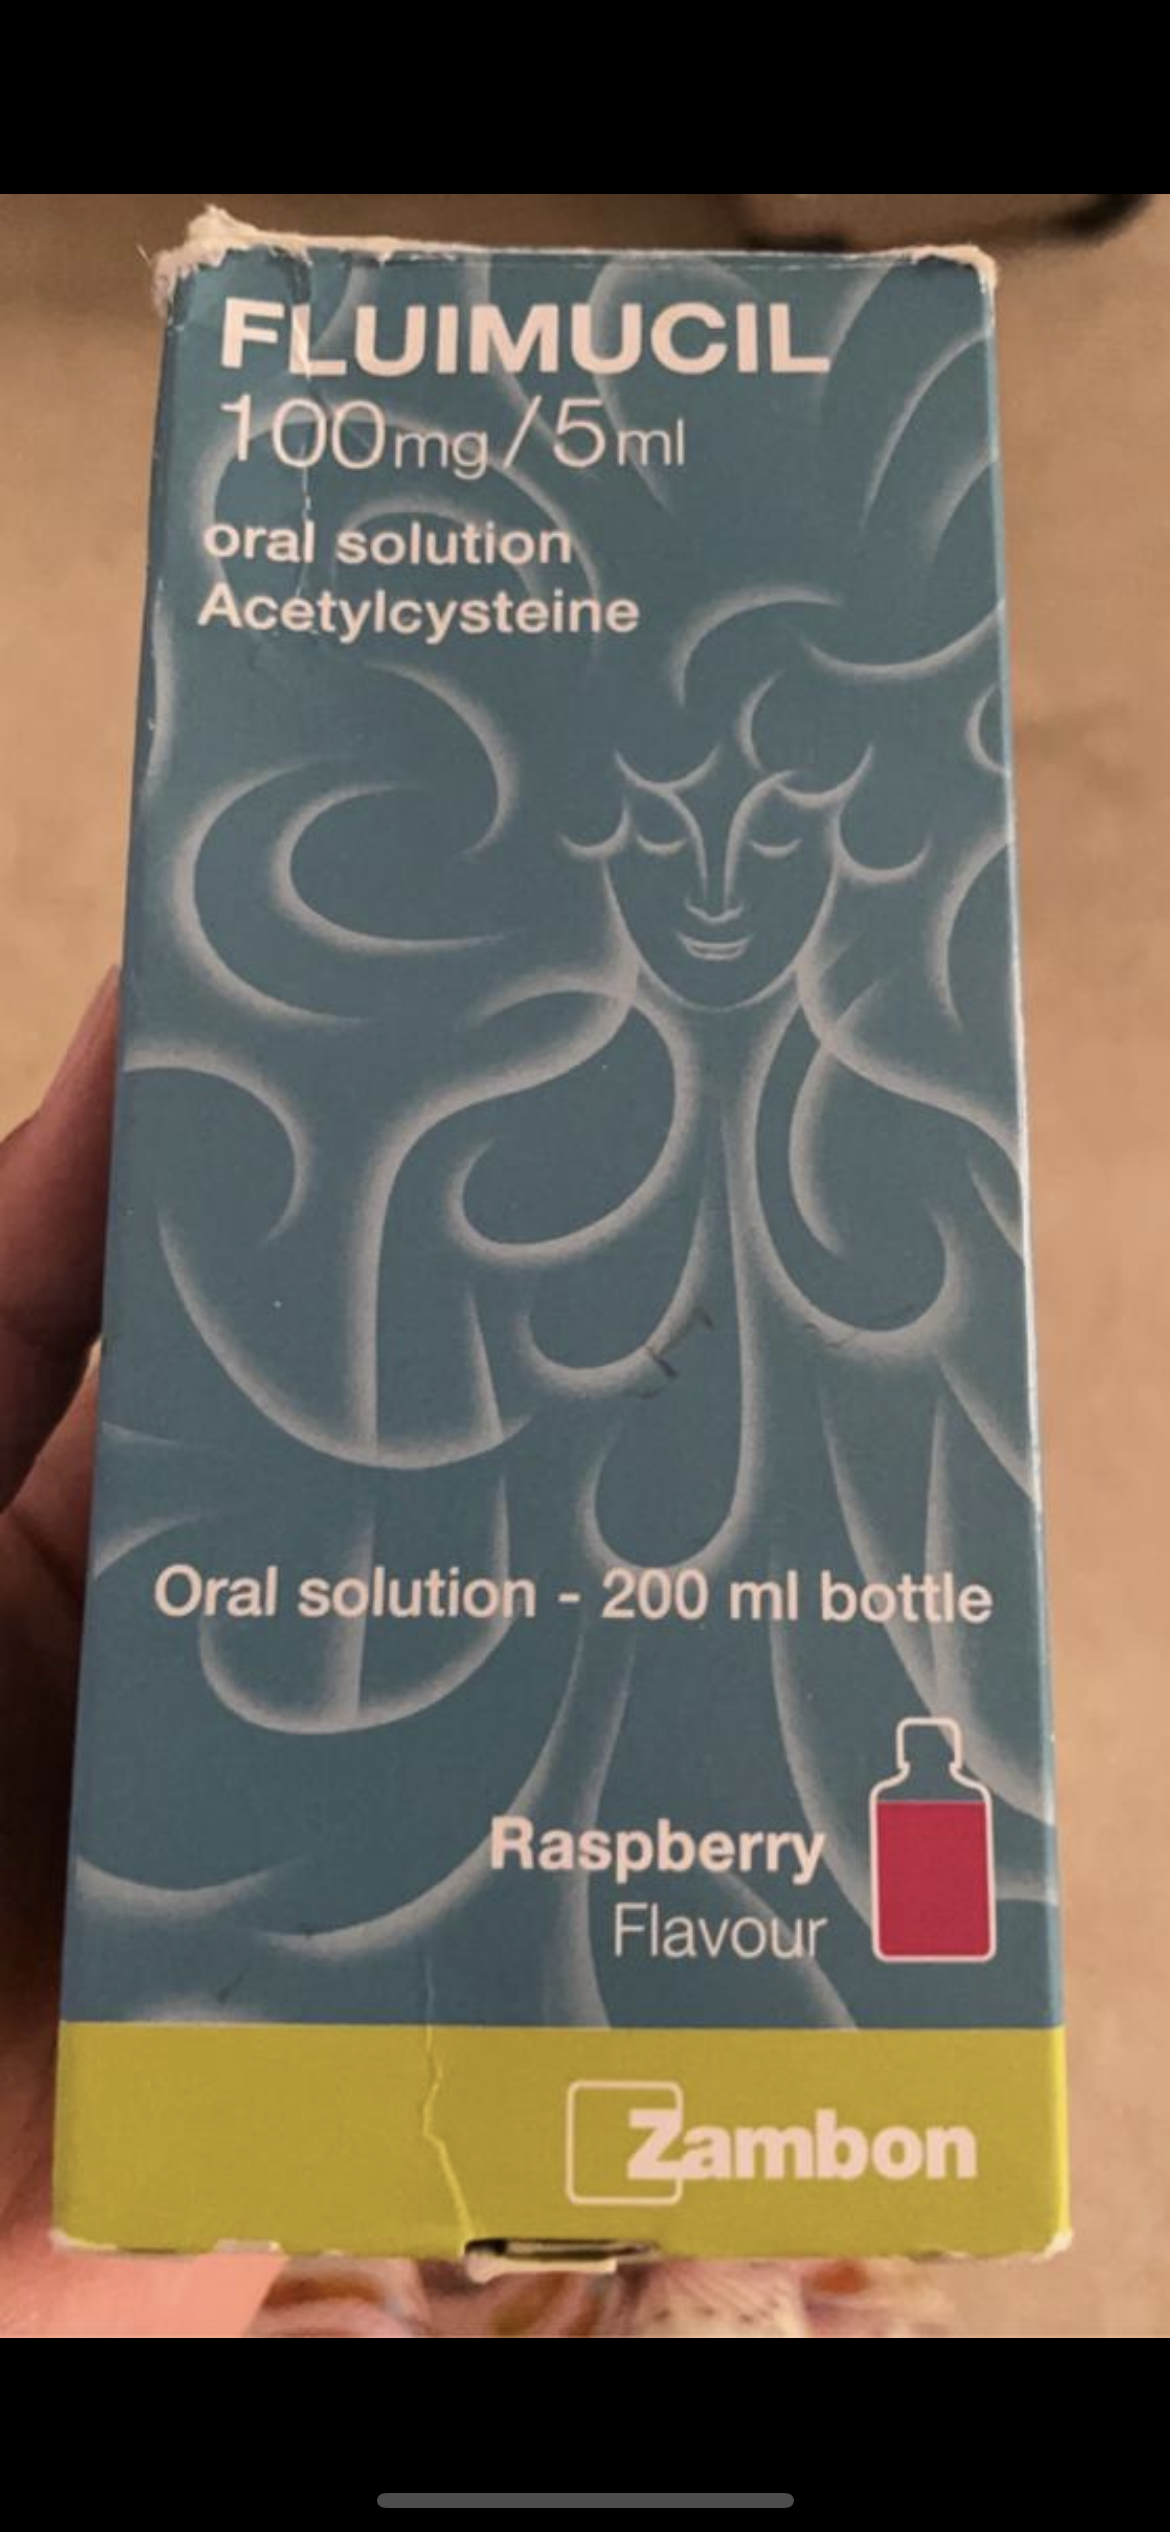 FLUIMUCIL
100mg/5ml
oral solution
Acetylcysteine
Oral solution - 200 ml bottle
Raspberry
Flavour
Zambon